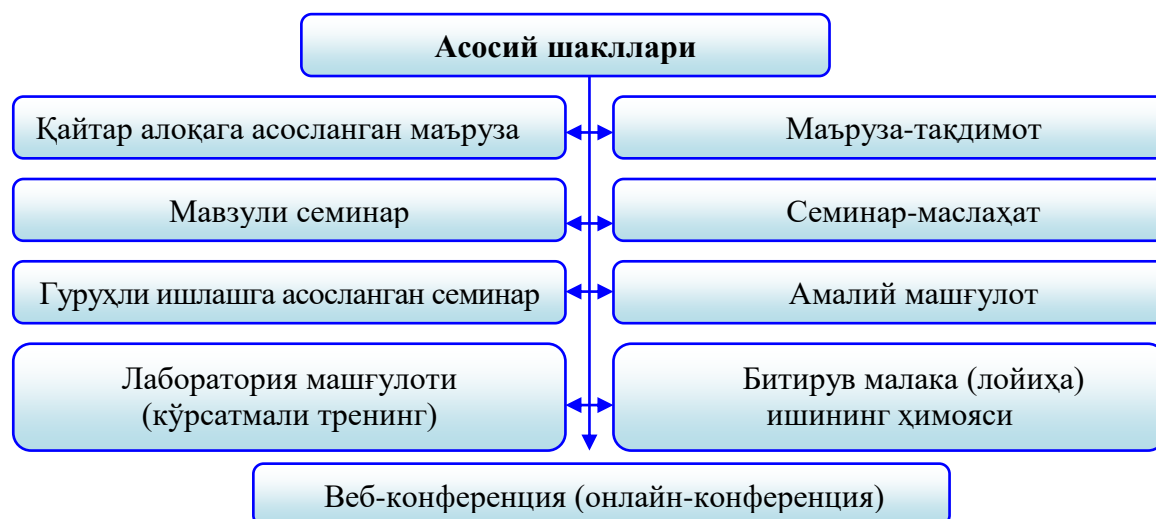 Асосий шакллари
Қайтар алоқага асосланган маъруза
Маъруза-тақдимот
Мавзули семинар
Семинар-маслаҳат
Гуруҳли ишлашга асосланган семинар
Амалий машғулот
Лаборатория машғулоти
(кўрсатмали тренинг)
Битирув малака (лойиҳа)
ишининг ҳимояси
Веб-конференция (онлайн-конференция)